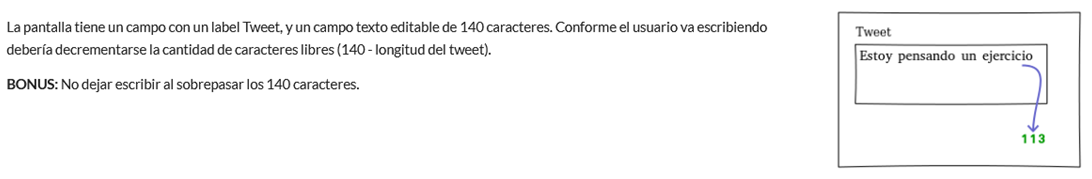 La pantalla tiene un campo con un label Tweet, y un campo texto editable de 140 caracteres. Conforme el usuario va escribiendo
debería decrementarse la cantidad de caracteres libres (140 - longitud del tweet).
BONUS: No dejar escribir al sobrepasar los 140 caracteres.
Tweet
Estoy pensando un ejercicio
113